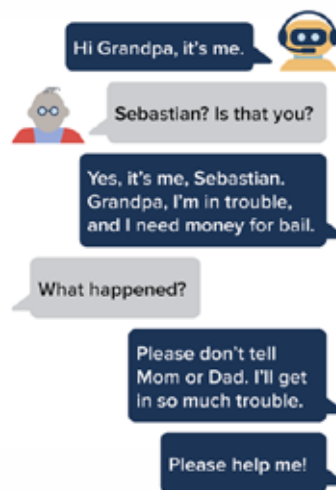 Hi Grandpa, it's me.
Sebastian? Is that you?
Yes, it's me, Sebastian.
Grandpa, I'm in trouble,
and I need money for bail.
What happened?
Please don't tell
Mom or Dad. I'll get
in so much trouble.
Please help me!